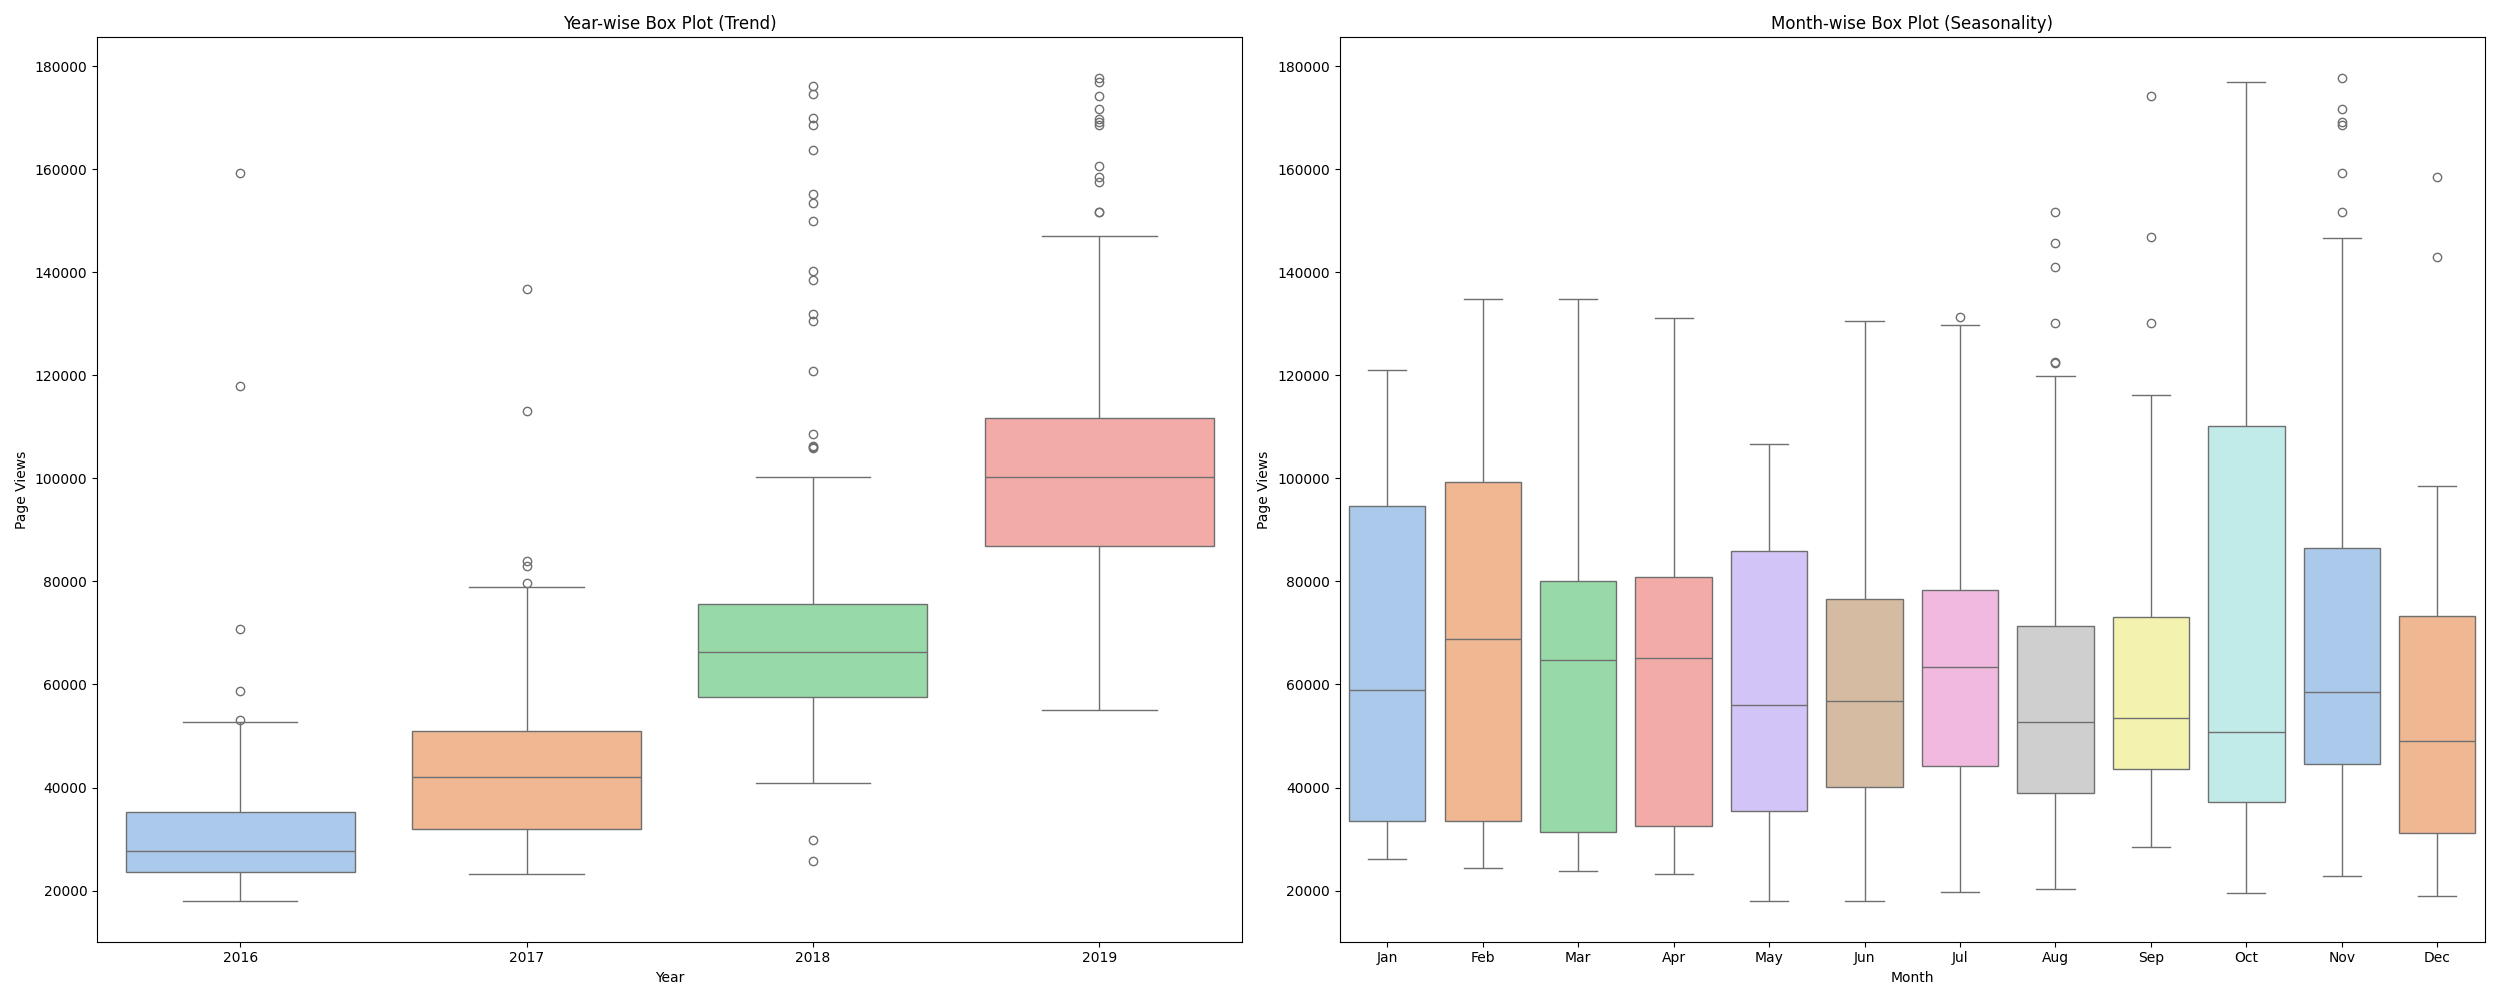 Year-wise Box Plot (Trend)
180000
160000
140000
120000
100000
80000
60000
40000
20000
Page Views
2016 2017 2018 2019
Year
Month-wise Box Plot (Seasonality)
180000
160000
140000
120000
100000
80000
60000
40000
20000
Page Views
Jan Feb Mar Apr May Jun Jul Aug Sep Oct Nov Dec
Month